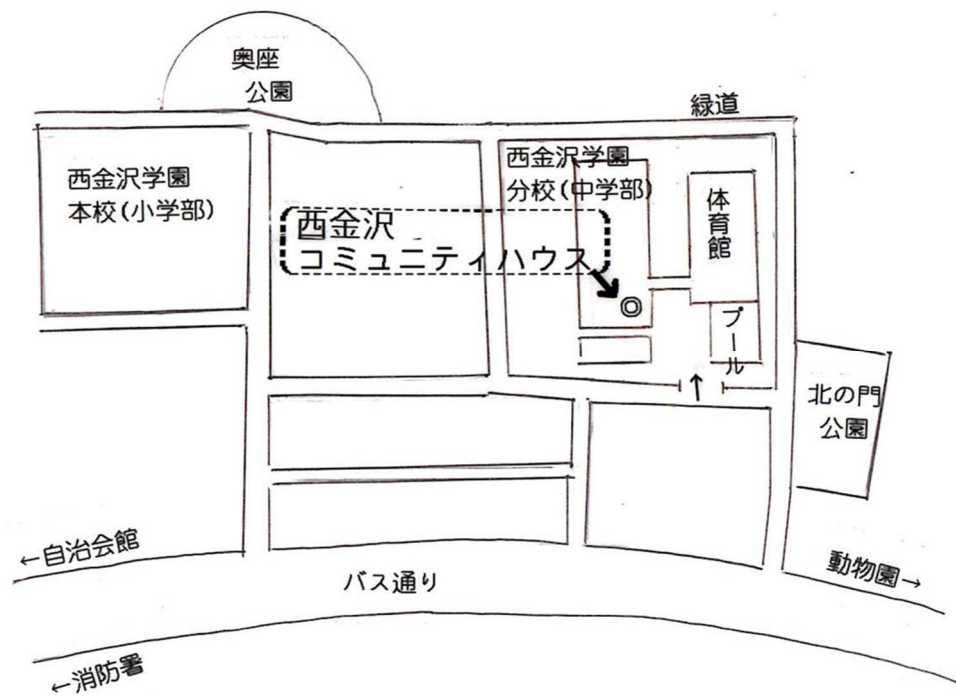 奥座
公園
緑道
西金沢学園
本校(小学部)
西金沢学園
分校(中学部)
体育館
西金沢
コミュニティハウス
プール
北の門
公園
←自治会館
バス通り
動物園→
←消防署